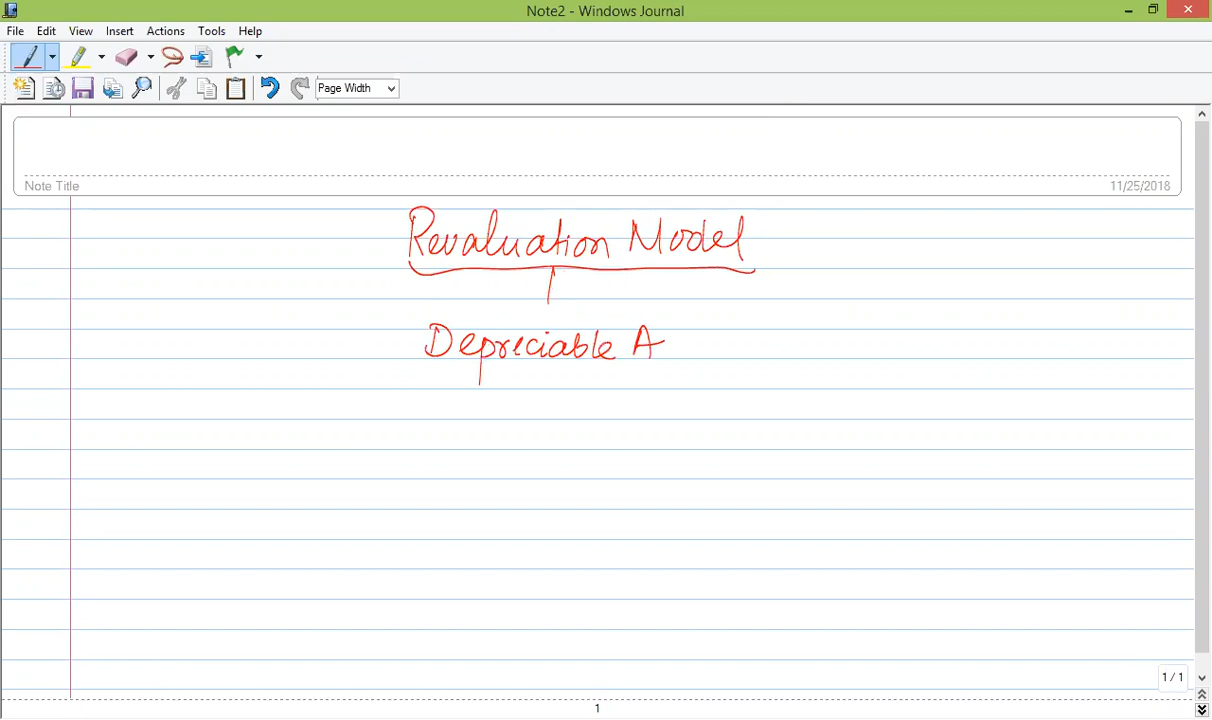 Note2 - Windows Journal
File Edit View Insert Actions Tools Help
Page Width
Note Title 11/25/2018
Revaluation Model
Depreciable A
1 / 1
1